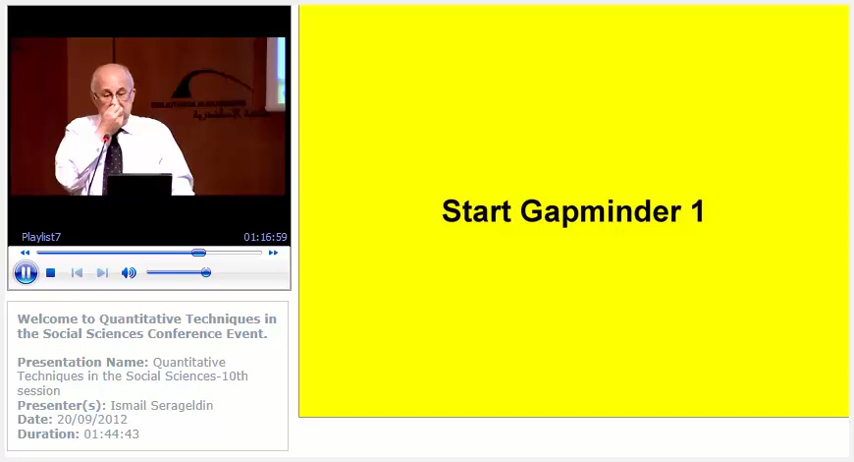 Playlist7
01:16:59
Welcome to Quantitative Techniques in
the Social Sciences Conference Event.
Presentation Name: Quantitative
Techniques in the Social Sciences-10th
session
Presenter(s): Ismail Serageldin
Date: 20/09/2012
Duration: 01:44:43
Start Gapminder 1